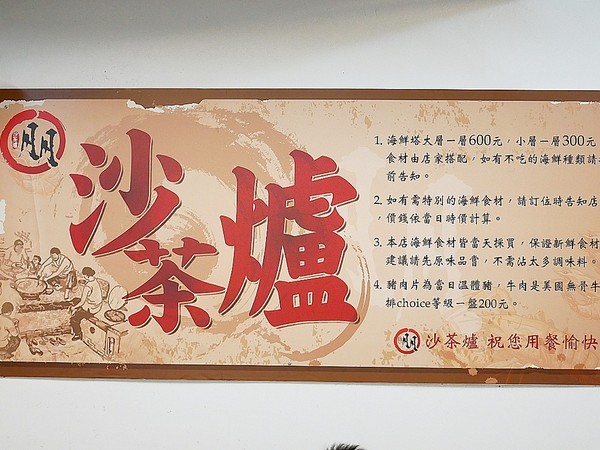 沙茶爐
1. 海鮮塔大層一層600元，小層一層300元
食材由店家搭配，如有不吃的海鮮種類請
前告知。
2. 如有需特別的海鮮食材，請訂位時告知店
，價錢依當日時價計算。
3. 本店海鮮食材皆當天採買，保證新鮮食材
建議請先原味品嘗，不需沾太多調味料。
4. 豬肉片為當日溫體豬，牛肉是美國無骨牛
排choice等級一盤200元。
沙茶爐 祝您用餐愉快